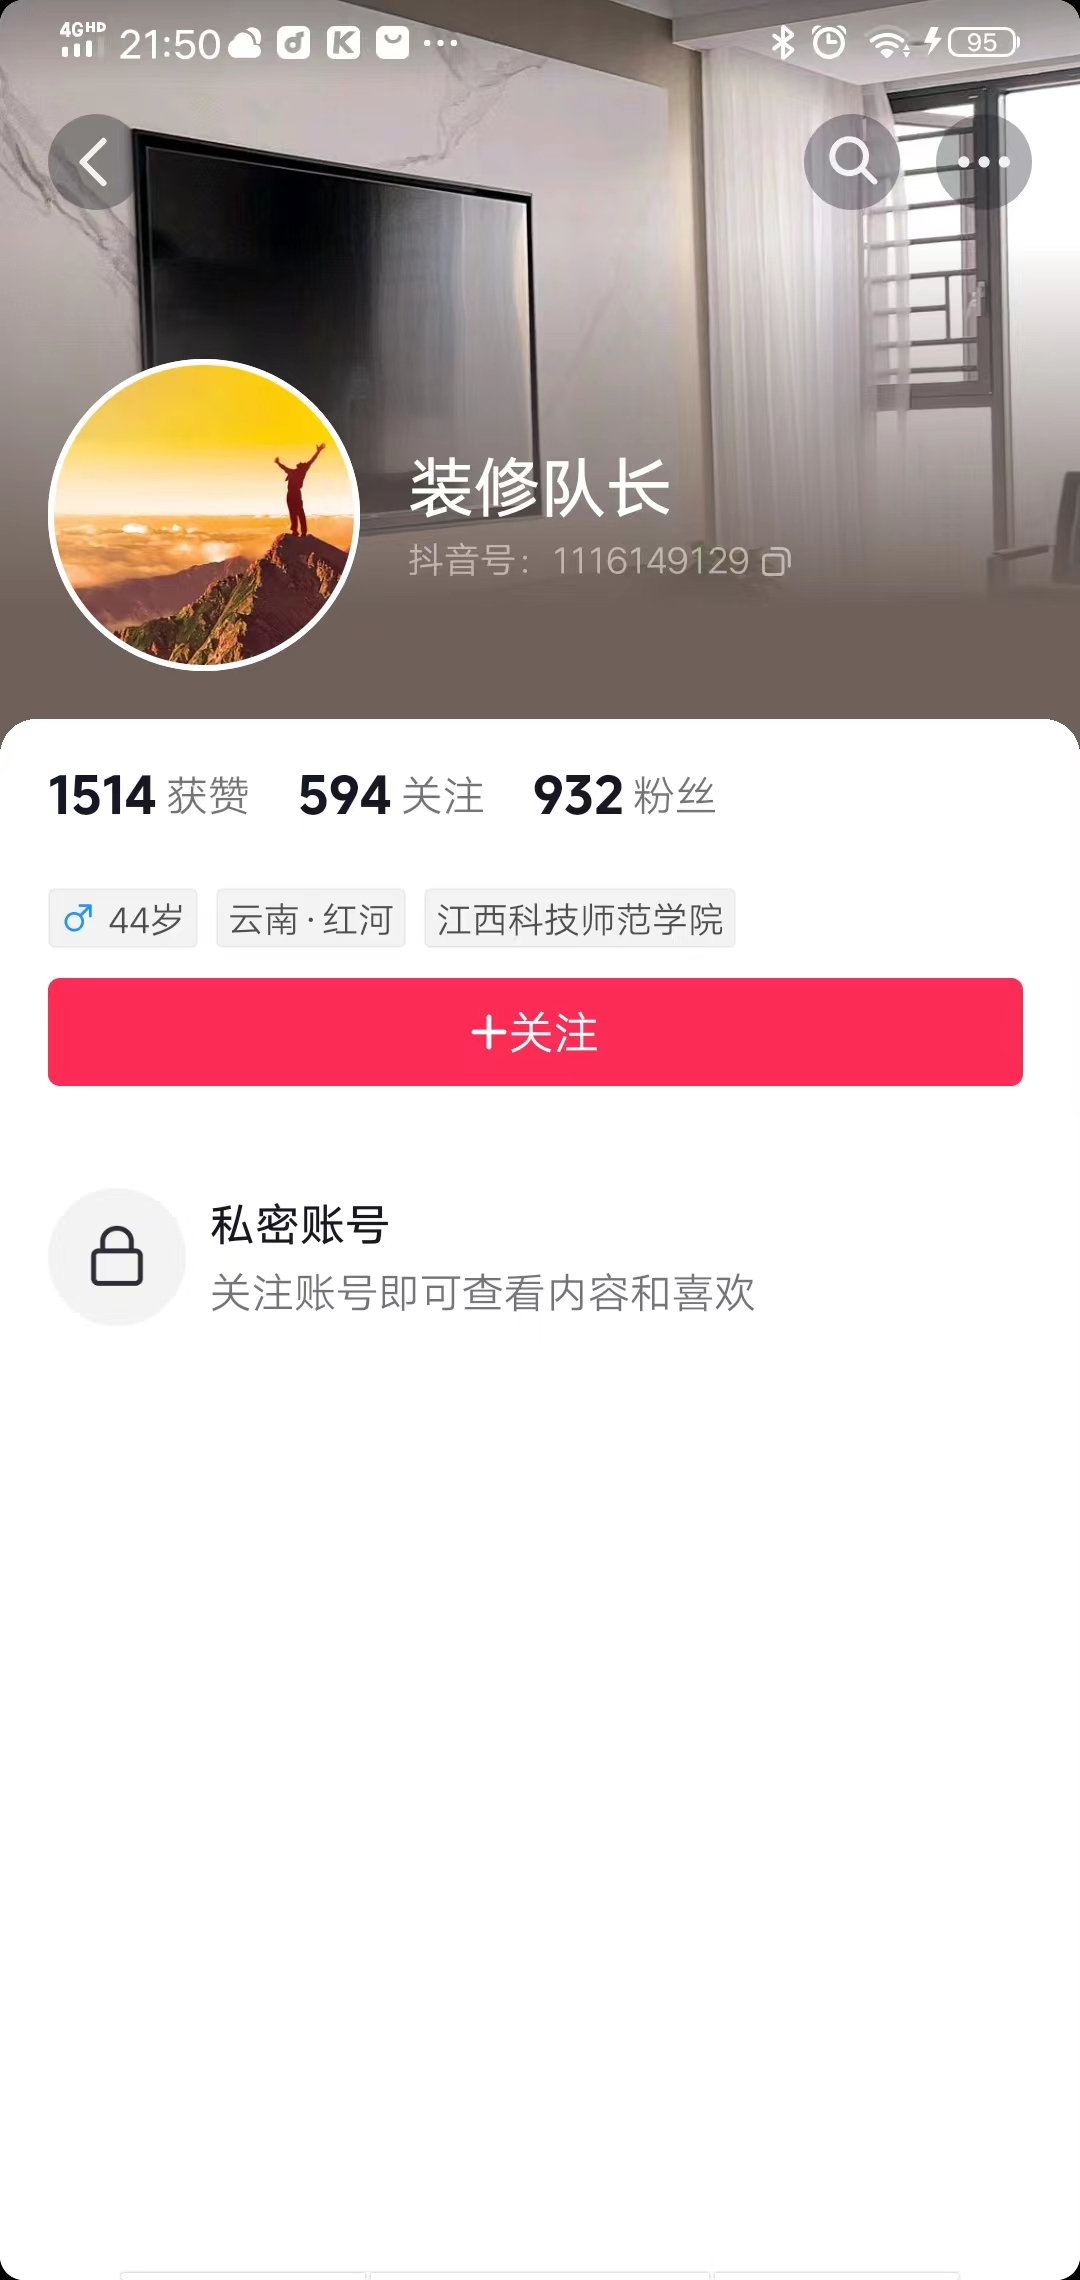 4GHD 21:50 95
装修队长
抖音号：1116149129
1514 获赞 594 关注 932 粉丝
44岁 云南·红河 江西科技师范学院
+关注
私密账号
关注账号即可查看内容和喜欢